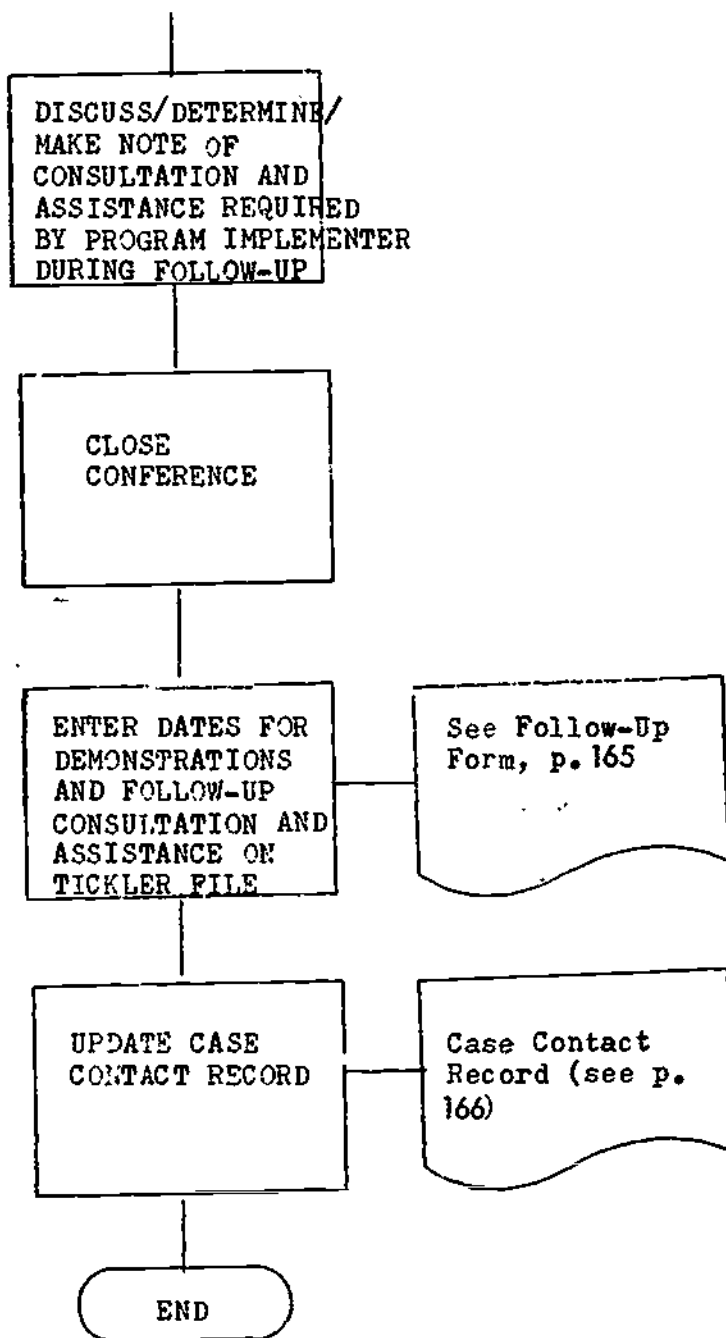 DISCUSS/DETERMINE/
MAKE NOTE OF
CONSULTATION AND
ASSISTANCE REQUIRED
BY PROGRAM IMPLEMENTER
DURING FOLLOW-UP
CLOSE
CONFERENCE
ENTER DATES FOR
DEMONSTRATIONS
AND FOLLOW-UP
CONSULTATION AND
ASSISTANCE ON
TICKLER FILE
See Follow-Up
Form, p. 165
UPDATE CASE
CONTACT RECORD
Case Contact
Record (see p.
166)
END